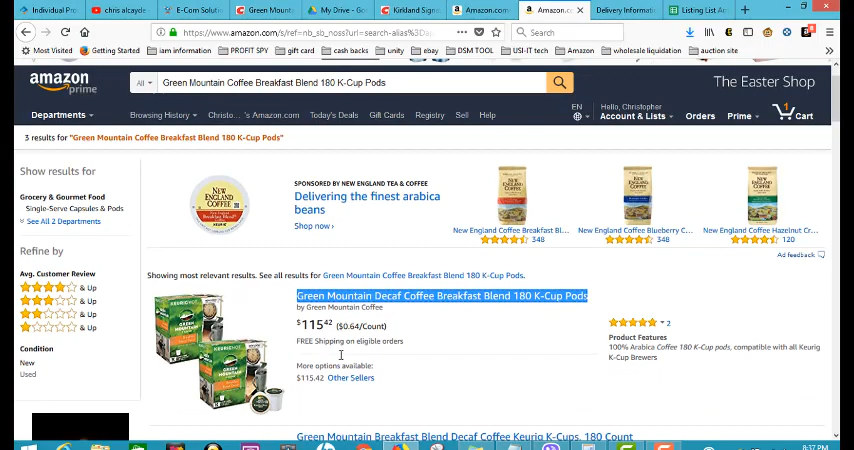 Individual Pro
chris alcayde
E-Com Solution
Green Mount
My Drive - Go
Kirkland Sign
Amazon.co
Amazon.c
Delivery Informati
Listing List Ae
https://www.amazon.com/s/ref=nb_sb_noss?url=search-alias%3Dap
Search
Most Visited
Getting Started
iam information
PROFIT SPY
gift card
cash backs
unity
ebay
DSM TOOL
USI-IT tech
Amazon
wholesale liquidation
auction site
amazon prime
All
Green Mountain Coffee Breakfast Blend 180 K-Cup Pods
The Easter Shop
Departments
Browsing History
Christo... 's Amazon.com
Today's Deals
Gift Cards
Registry
Sell
Help
EN
Hello, Christopher
Account & Lists
Orders
Prime
1
Cart
3 results for "Green Mountain Coffee Breakfast Blend 180 K-Cup Pods"
Show results for
Grocery & Gourmet Food
Single-Serve Capsules & Pods
See All 2 Departments
Refine by
Avg. Customer Review
& Up
& Up
& Up
& Up
Condition
New
Used
SPONSORED BY NEW ENGLAND TEA & COFFEE
Delivering the finest arabica
beans
Shop now ›
New England Coffee Breakfast Bl...
348
New England Coffee Blueberry C...
348
New England Coffee Hazelnut Cr...
120
Ad feedback
Showing most relevant results. See all results for Green Mountain Coffee Breakfast Blend 180 K-Cup Pods.
Green Mountain Decaf Coffee Breakfast Blend 180 K-Cup Pods
by Green Mountain Coffee
$115 42 ($0.64/Count)
FREE Shipping on eligible orders
More options available:
$115.42 Other Sellers
2
Product Features
100% Arabica Coffee 180 K-Cup pods, compatible with all Keurig
K-Cup Brewers
Green Mountain Breakfast Blend Decaf Coffee Keurig K-Cups, 180 Count
8:37 PM